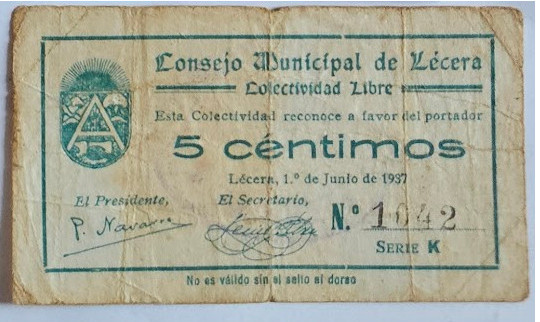 Consejo Municipal de Lécera
Colectividad Libre
Esta Colectividad reconoce a favor del portador
5 céntimos
Lécera, 1.º de Junio de 1937
El Presidente, El Secretario,
P. Navarro
N.º 1042
SERIE K
No es válido sin el sello al dorso